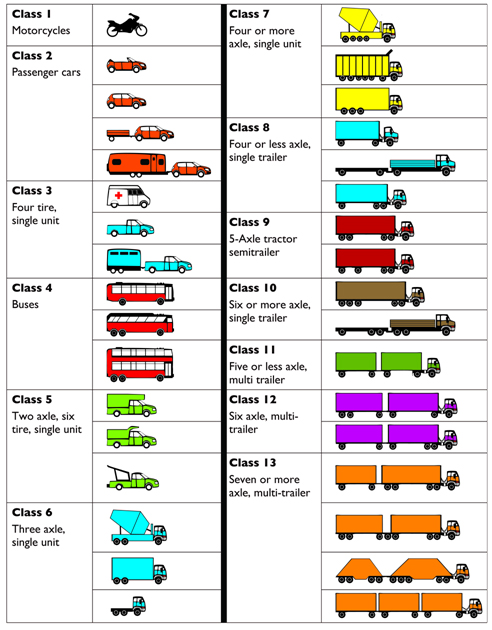 Class 1
Motorcycles
Class 2
Passenger cars
Class 3
Four tire,
single unit
Class 4
Buses
Class 5
Two axle, six
tire, single unit
Class 6
Three axle,
single unit
Class 7
Four or more
axle, single unit
Class 8
Four or less axle,
single trailer
Class 9
5-Axle tractor
semitrailer
Class 10
Six or more axle,
single trailer
Class 11
Five or less axle,
multi trailer
Class 12
Six axle, multi-
trailer
Class 13
Seven or more
axle, multi-trailer